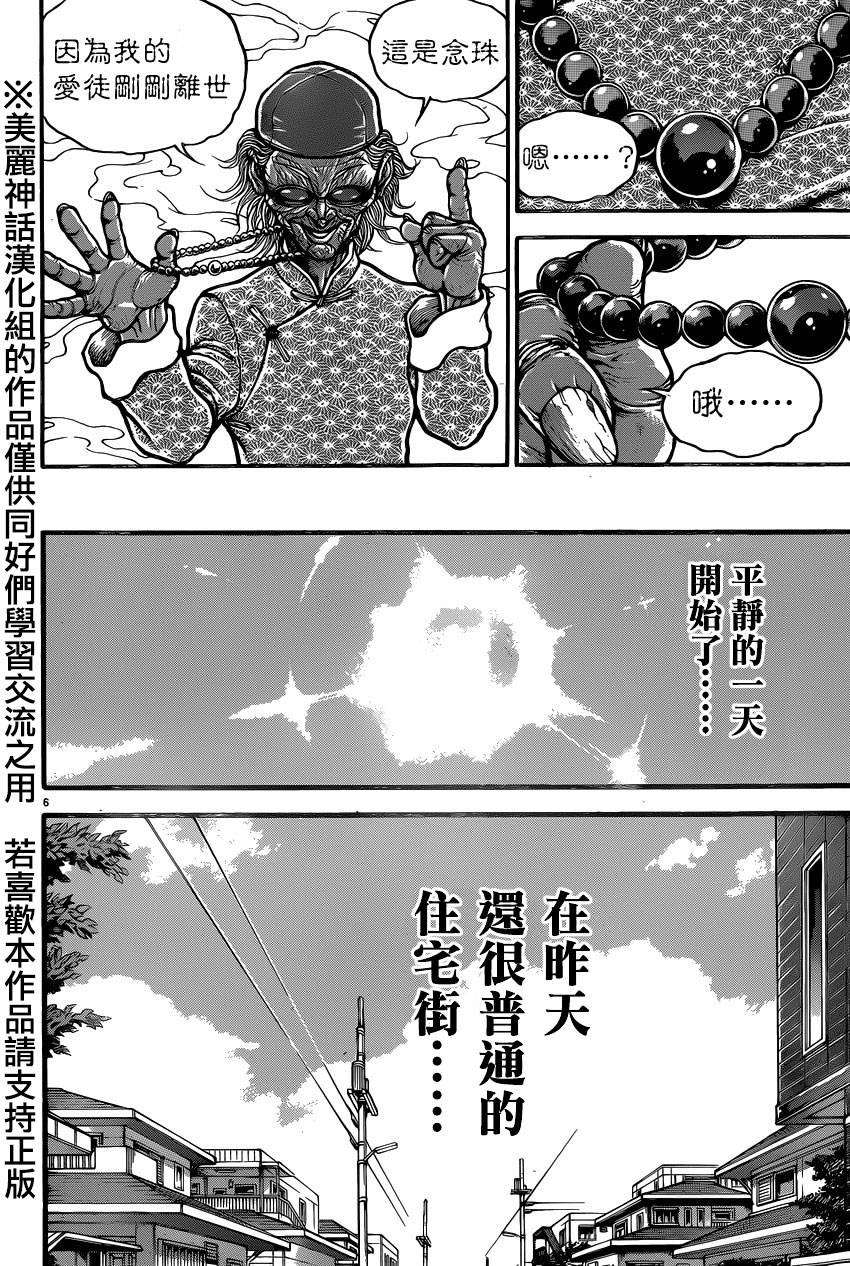 嗯……？
哦……
這是念珠
因為我的
愛徒剛剛離世
平靜的一天
開始了……
6
在昨天
還很普通的
住宅街……
※美麗神話漢化組的作品僅供同好們學習交流之用 若喜歡本作品請支持正版